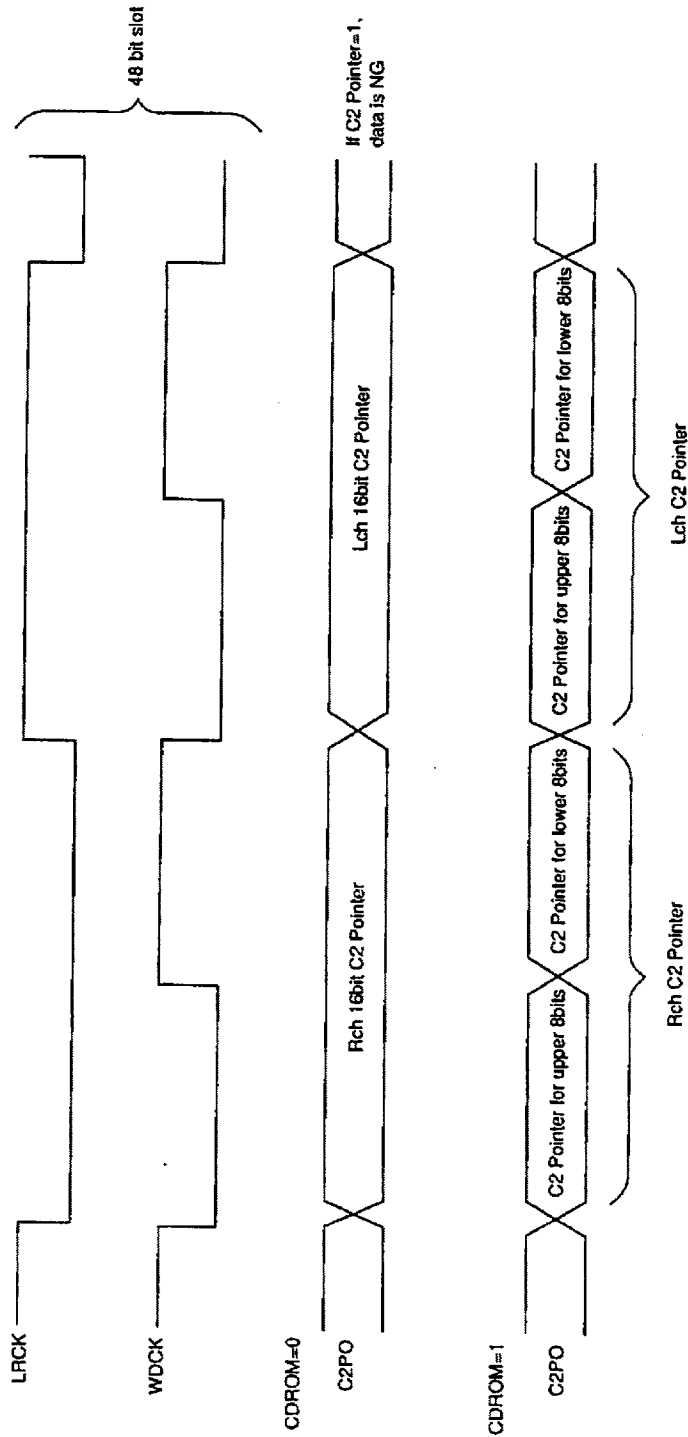 LRCK
48 bit slot
WDCK
CDROM=0
C2PO
Rch 16bit C2 Pointer
Lch 16bit C2 Pointer
If C2 Pointer=1,
data is NG
CDROM=1
C2PO
C2 Pointer for upper 8bits
C2 Pointer for lower 8bits
C2 Pointer for upper 8bits
C2 Pointer for lower 8bits
Rch C2 Pointer
Lch C2 Pointer